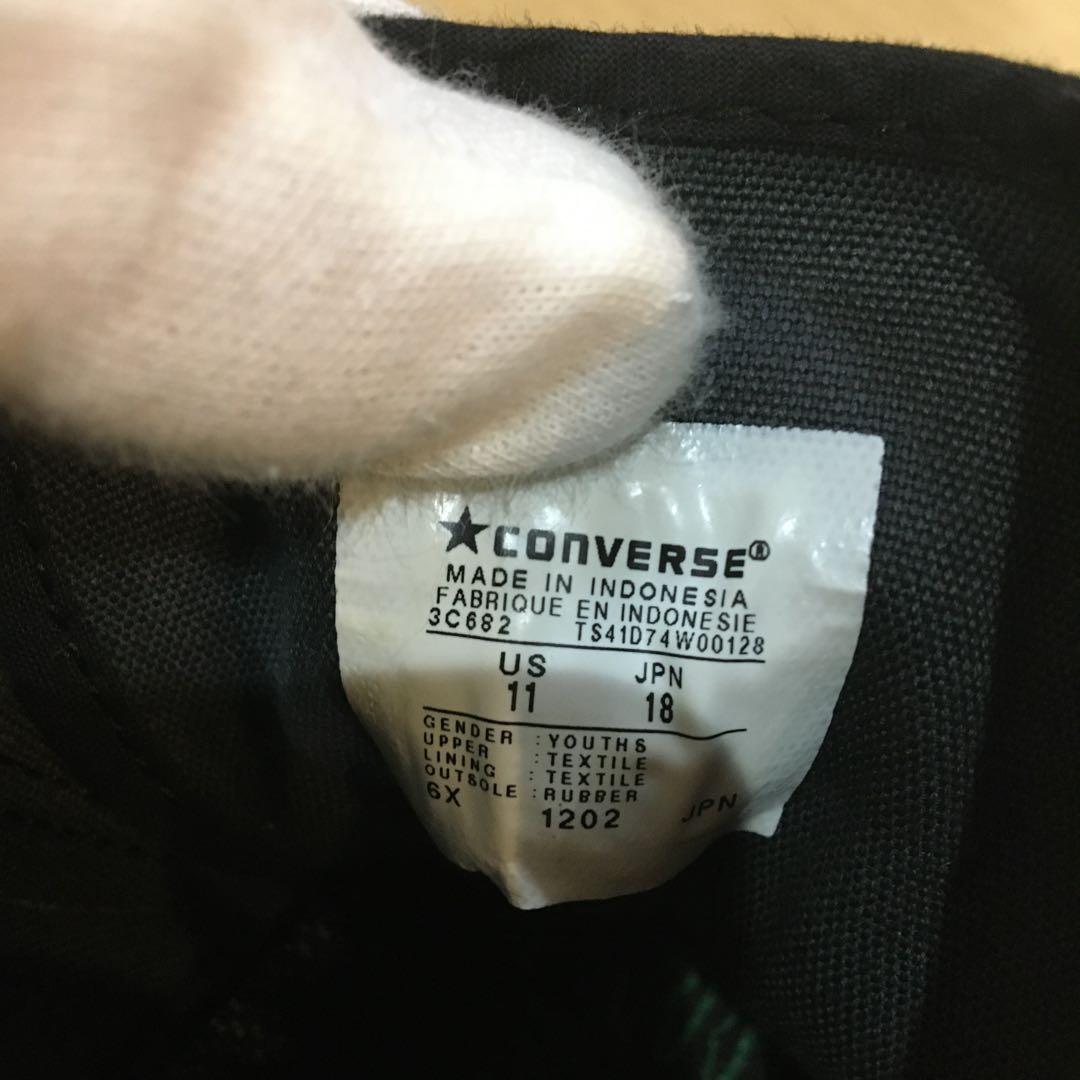 ★CONVERSE®
MADE IN INDONESIA
FABRIQUE EN INDONESIE
3C682 TS41D74W00128
US JPN
11 18
GENDER : YOUTHS
UPPER : TEXTILE
LINING : TEXTILE
OUTSOLE : RUBBER
6X 1202 JPN